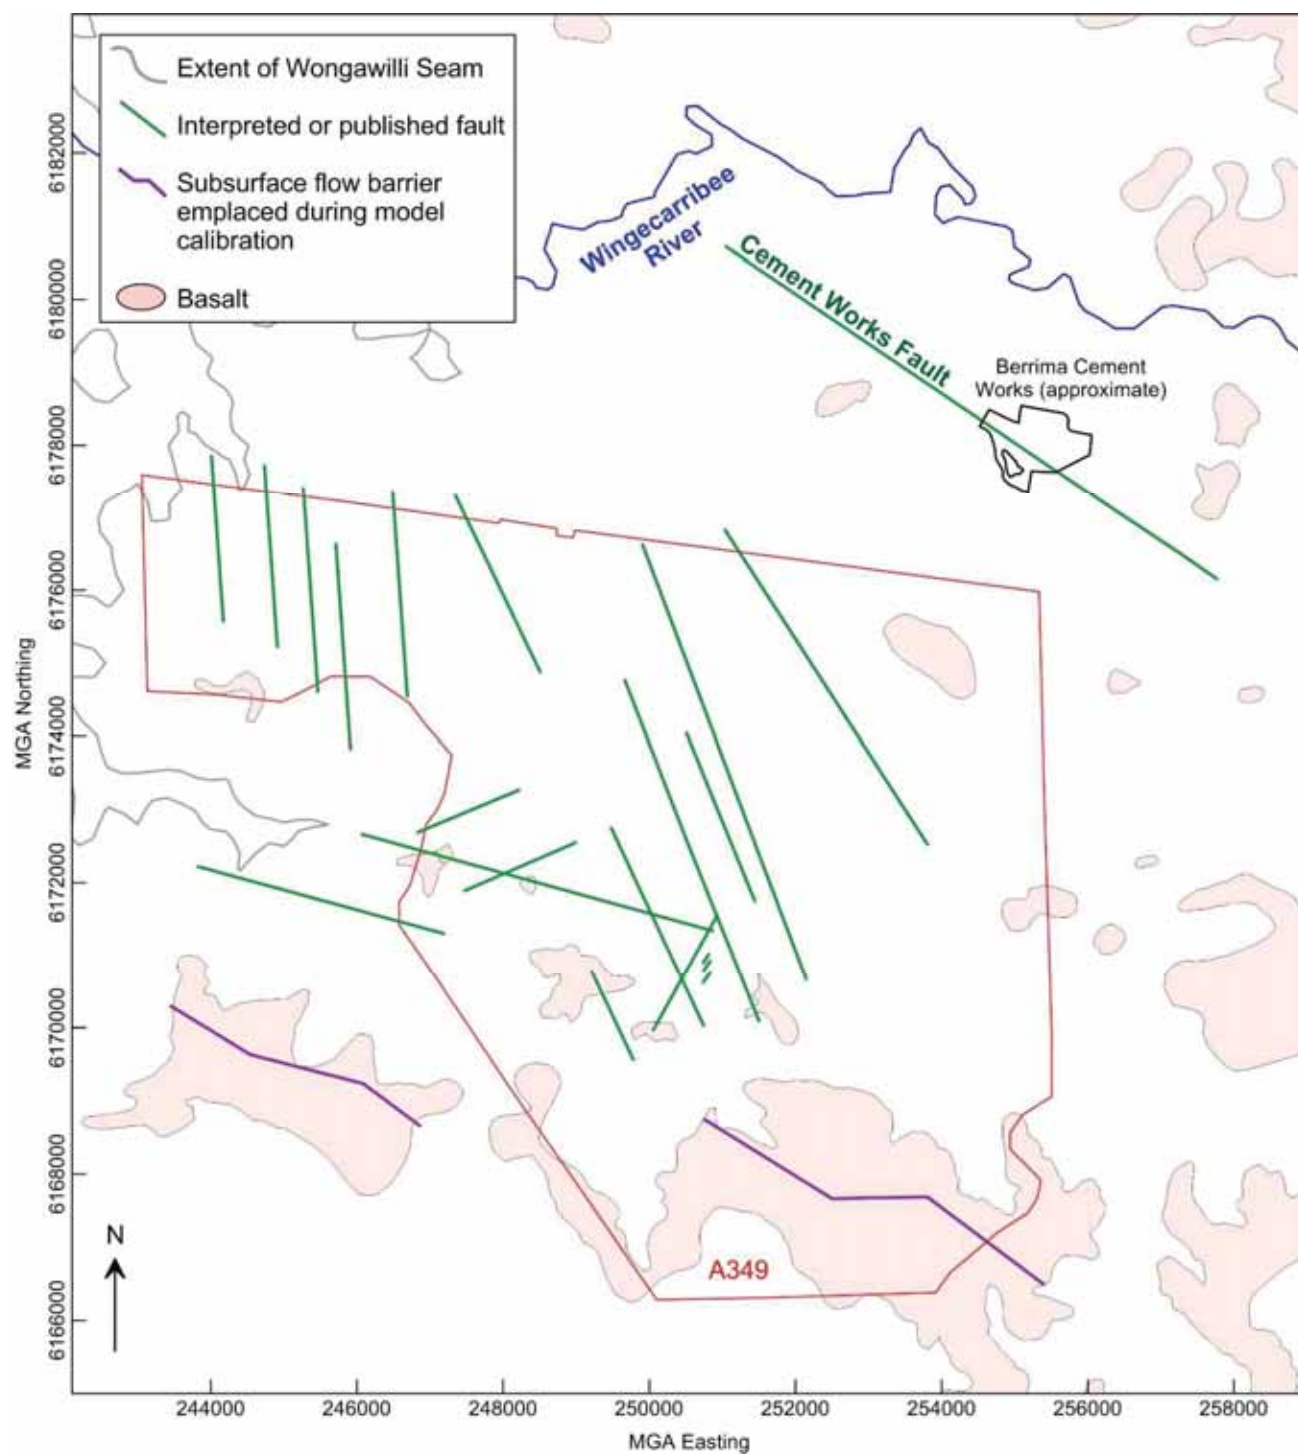 Extent of Wongawilli Seam
Interpreted or published fault
Subsurface flow barrier
emplaced during model
calibration
Basalt
Wingecarribee
River
Cement Works Fault
Berrima Cement
Works (approximate)
A349
N
MGA Northing
6182000
6180000
6178000
6176000
6174000
6172000
6170000
6168000
6166000
244000 246000 248000 250000 252000 254000 256000 258000
MGA Easting